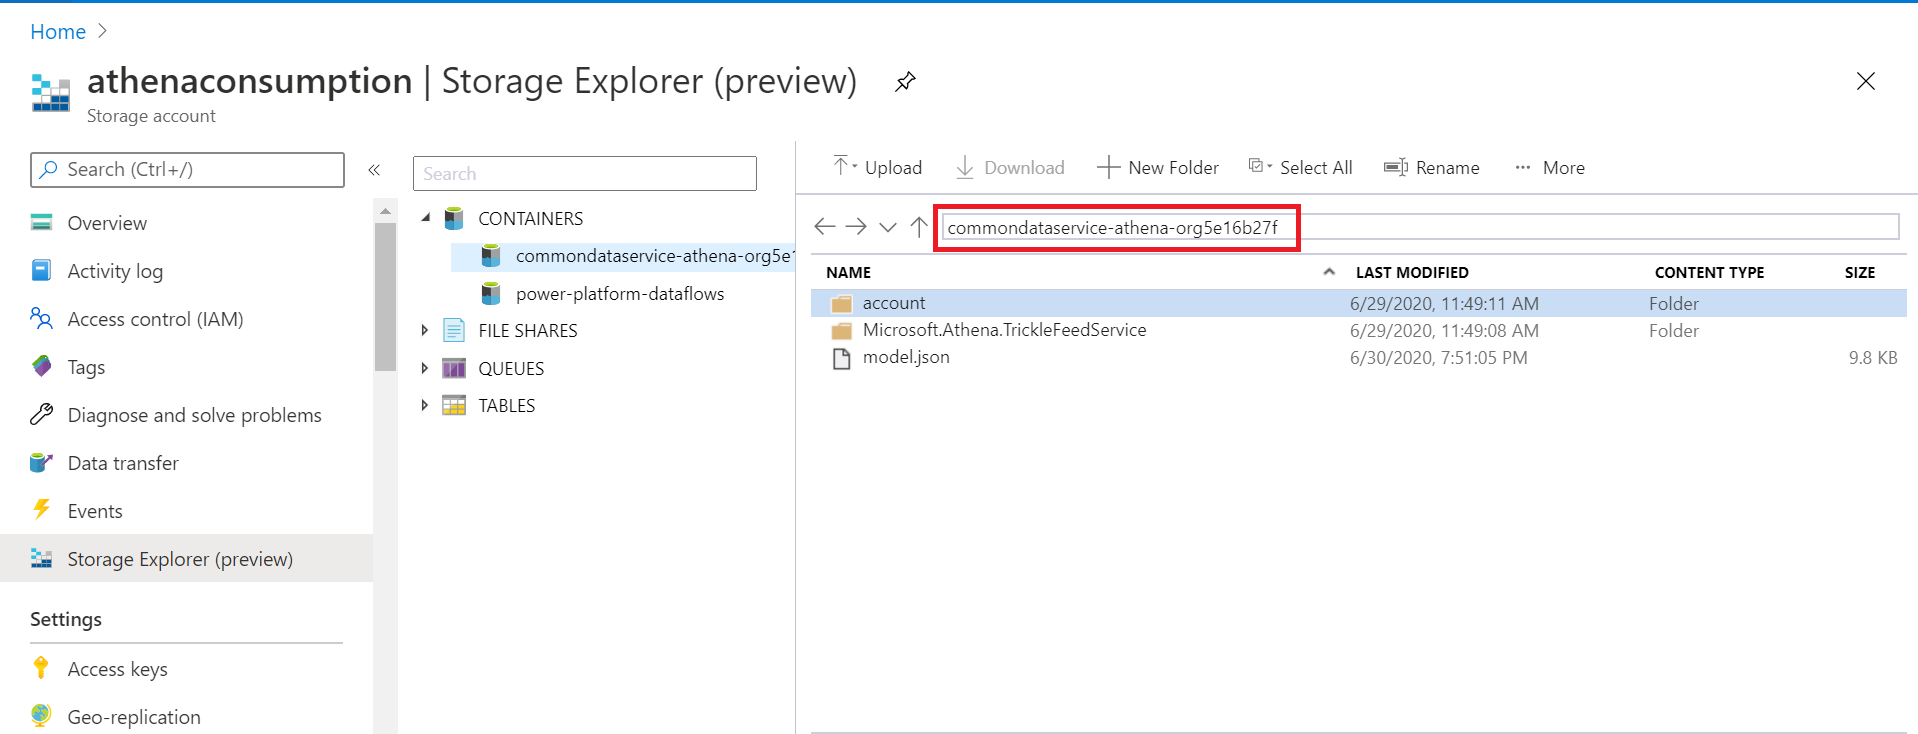 Home
athenaconsumption | Storage Explorer (preview)
Storage account
Search (Ctrl+/)
Overview
Activity log
Access control (IAM)
Tags
Diagnose and solve problems
Data transfer
Events
Storage Explorer (preview)
Settings
Access keys
Geo-replication
Search
CONTAINERS
commondataservice-athena-org5e1
power-platform-dataflows
FILE SHARES
QUEUES
TABLES
Upload Download New Folder Select All Rename ··· More
commondataservice-athena-org5e16b27f
NAME LAST MODIFIED CONTENT TYPE SIZE
account 6/29/2020, 11:49:11 AM Folder
Microsoft.Athena.TrickleFeedService 6/29/2020, 11:49:08 AM Folder
model.json 6/30/2020, 7:51:05 PM 9.8 KB